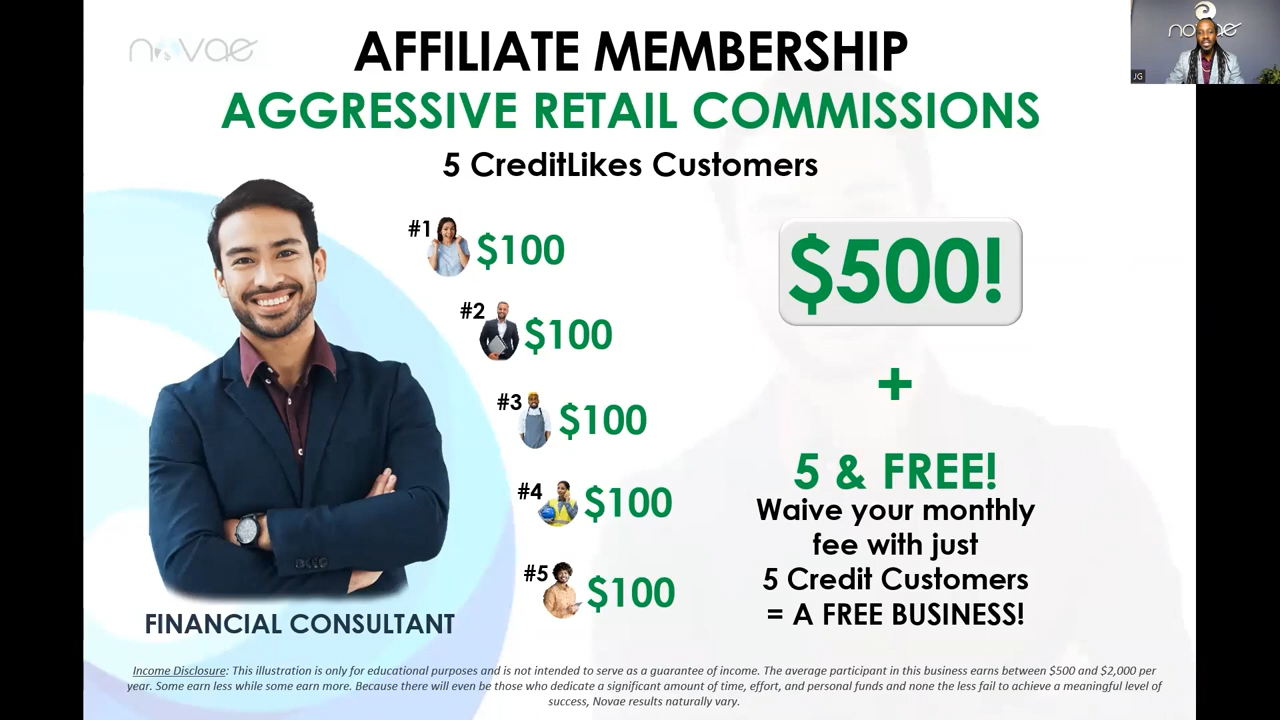 novae
AFFILIATE MEMBERSHIP
AGGRESSIVE RETAIL COMMISSIONS
5 CreditLikes Customers
#1 $100
#2 $100
#3 $100
#4 $100
#5 $100
FINANCIAL CONSULTANT
$500!
+
5 & FREE!
Waive your monthly
fee with just
5 Credit Customers
= A FREE BUSINESS!
Income Disclosure: This illustration is only for educational purposes and is not intended to serve as a guarantee of income. The average participant in this business earns between $500 and $2,000 per
year. Some earn less while some earn more. Because there will even be those who dedicate a significant amount of time, effort, and personal funds and none the less fail to achieve a meaningful level of
success, Novae results naturally vary.
novae
JG